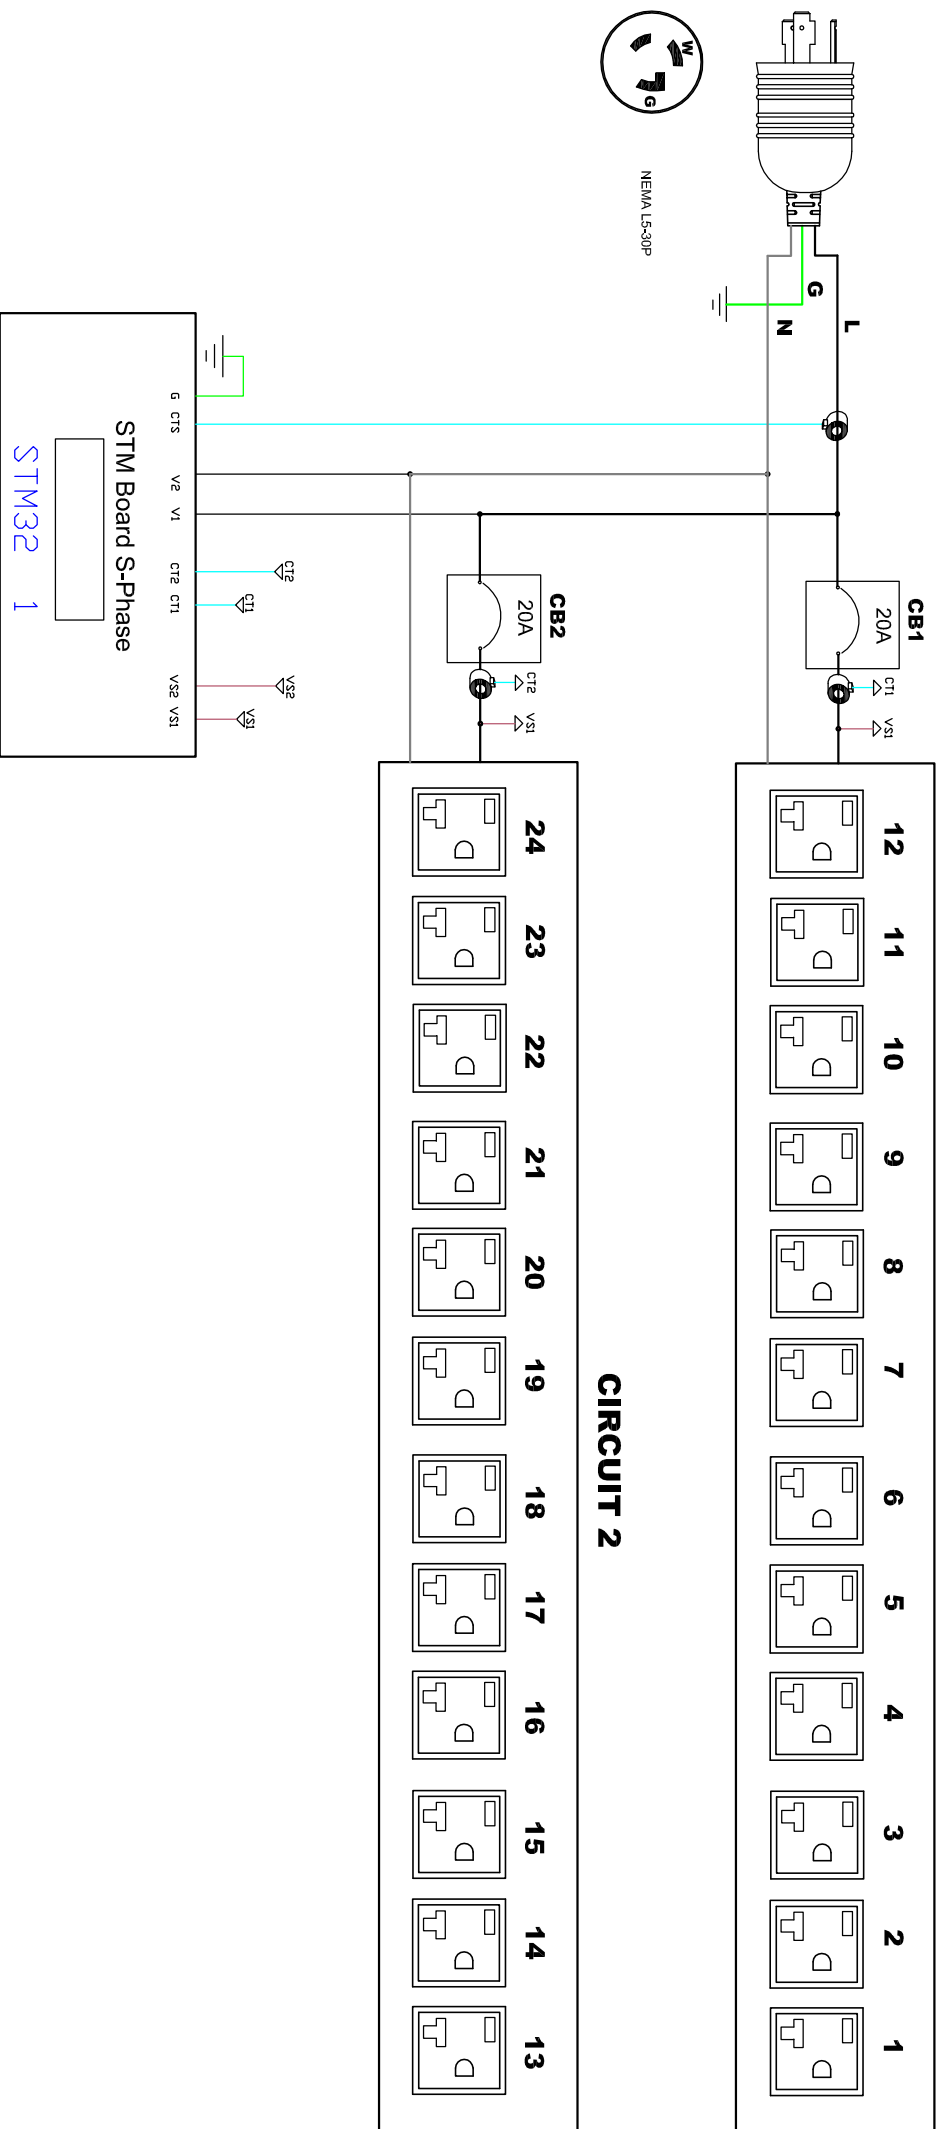 W
G
NEMA L5-30P
L
G
N
CB1
20A
CT1
VS1
12
11
10
9
8
7
6
5
4
3
2
1
CIRCUIT 2
CB2
20A
CT2
VS1
24
23
22
21
20
19
18
17
16
15
14
13
CT2
CT1
VS2
VS1
G
CTS
V2
V1
CT2
CT1
VS2
VS1
STM Board S-Phase
STM32 1